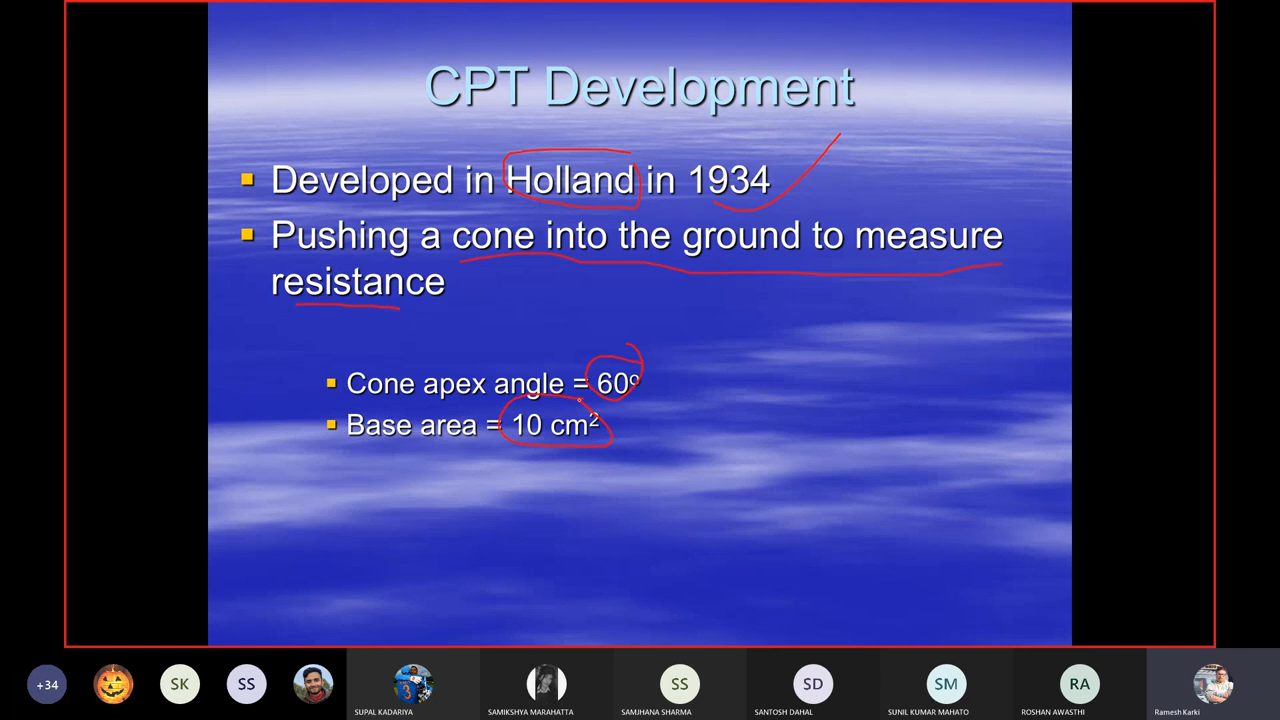 CPT Development
Developed in Holland in 1934
Pushing a cone into the ground to measure
resistance
Cone apex angle = 60º
Base area = 10 cm²
+34
SK
SS
SS
SD
SM
RA
SUPAL KADARIYA
SAMIKSHYA MARAHATTA
SAMJHANA SHARMA
SANTOSH DAHAL
SUNIL KUMAR MAHATO
ROSHAN AWASTHI
Ramesh Karki